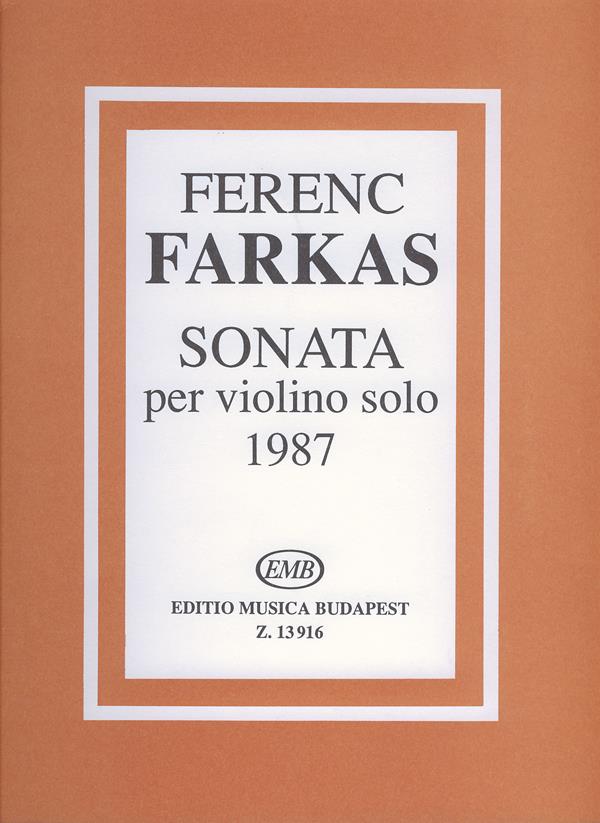 FERENC
FARKAS
SONATA
per violino solo
1987
EMB
EDITIO MUSICA BUDAPEST
Z. 13 916